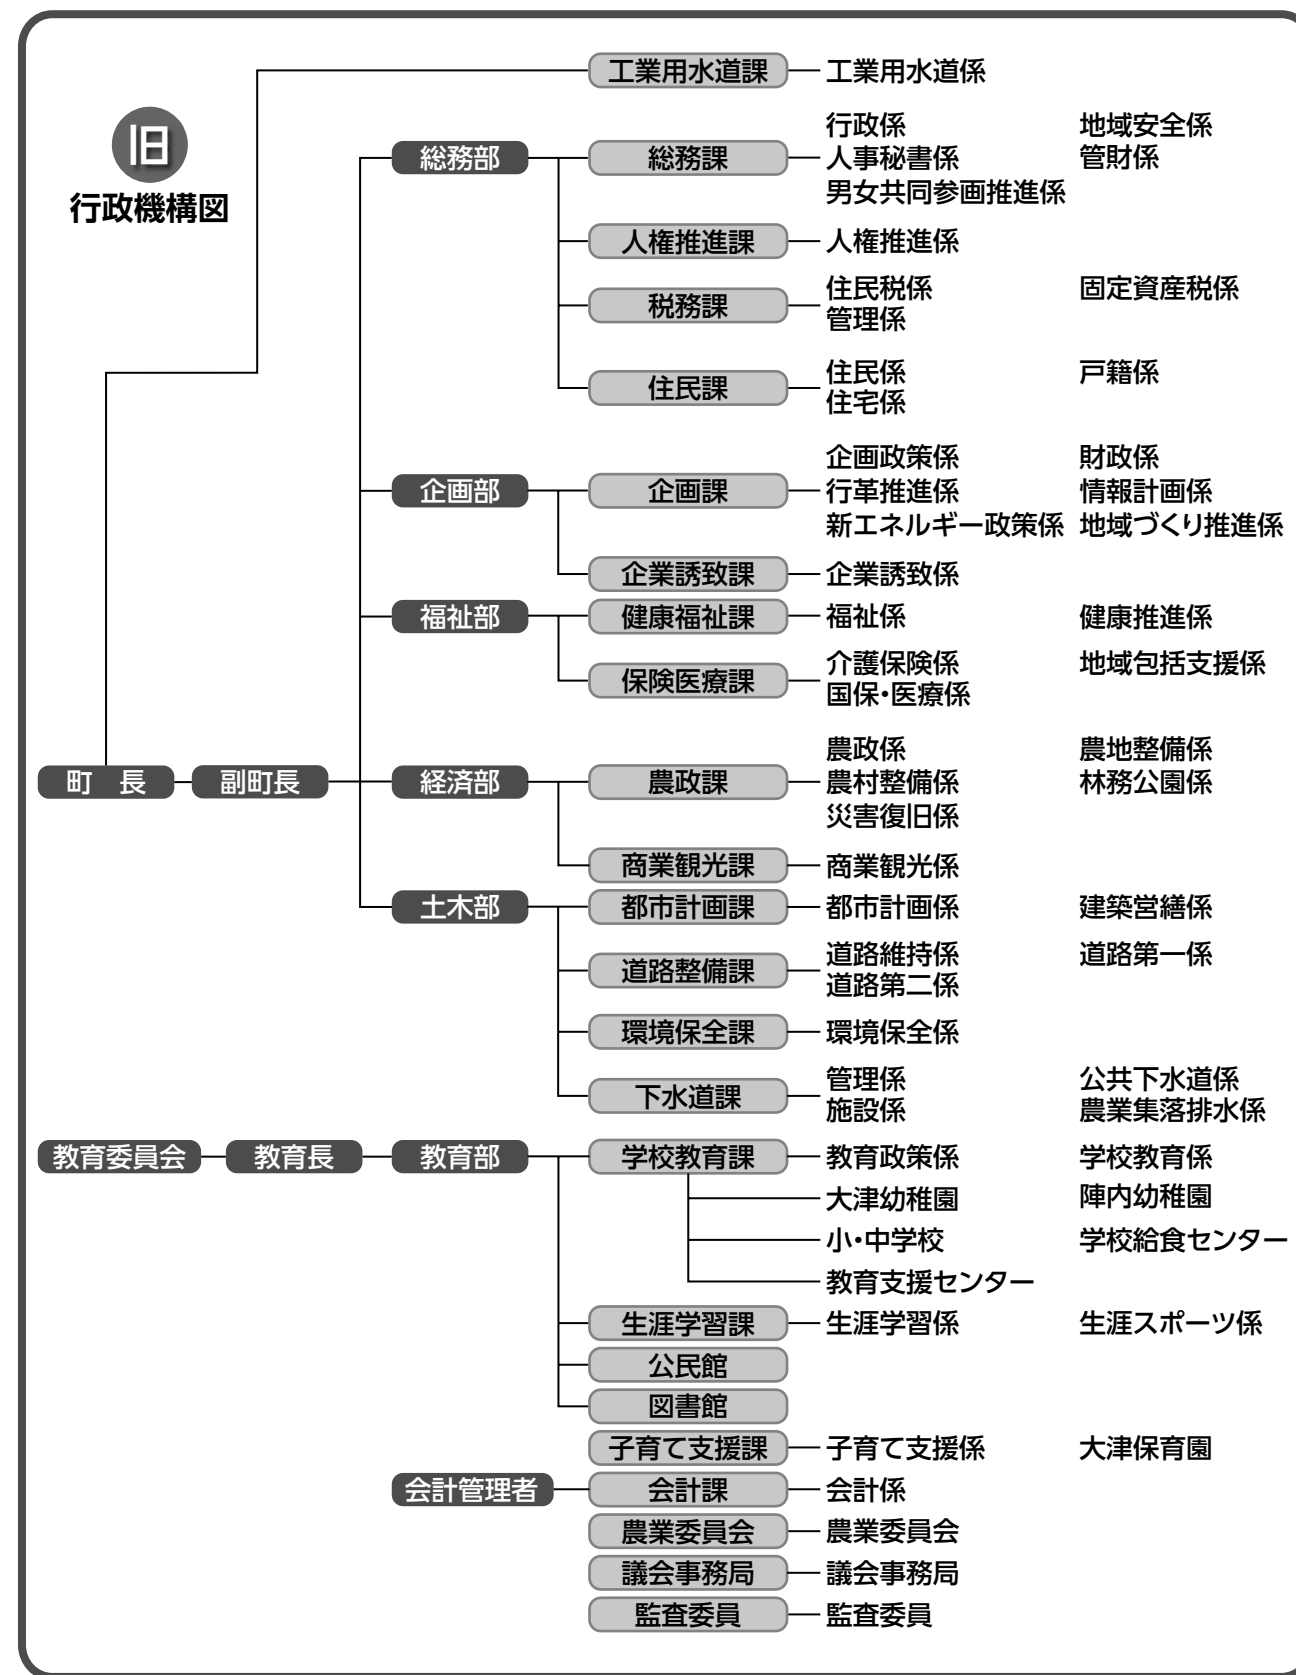 旧
行政機構図
工業用水道課 工業用水道係
総務部 総務課 行政係 地域安全係
人事秘書係 管財係
男女共同参画推進係
人権推進課 人権推進係
税務課 住民税係 固定資産税係
管理係
住民課 住民係 戸籍係
住宅係
企画部 企画課 企画政策係 財政係
行革推進係 情報計画係
新エネルギー政策係 地域づくり推進係
企業誘致課 企業誘致係
福祉部 健康福祉課 福祉係 健康推進係
保険医療課 介護保険係 地域包括支援係
国保・医療係
町 長 副町長 経済部 農政課 農政係 農地整備係
農村整備係 林務公園係
災害復旧係
商業観光課 商業観光係
土木部 都市計画課 都市計画係 建築営繕係
道路整備課 道路維持係 道路第一係
道路第二係
環境保全課 環境保全係
下水道課 管理係 公共下水道係
施設係 農業集落排水係
教育委員会 教育長 教育部 学校教育課 教育政策係 学校教育係
大津幼稚園 陣内幼稚園
小・中学校 学校給食センター
教育支援センター
生涯学習課 生涯学習係 生涯スポーツ係
公民館
図書館
子育て支援課 子育て支援係 大津保育園
会計管理者 会計課 会計係
農業委員会 農業委員会
議会事務局 議会事務局
監査委員 監査委員